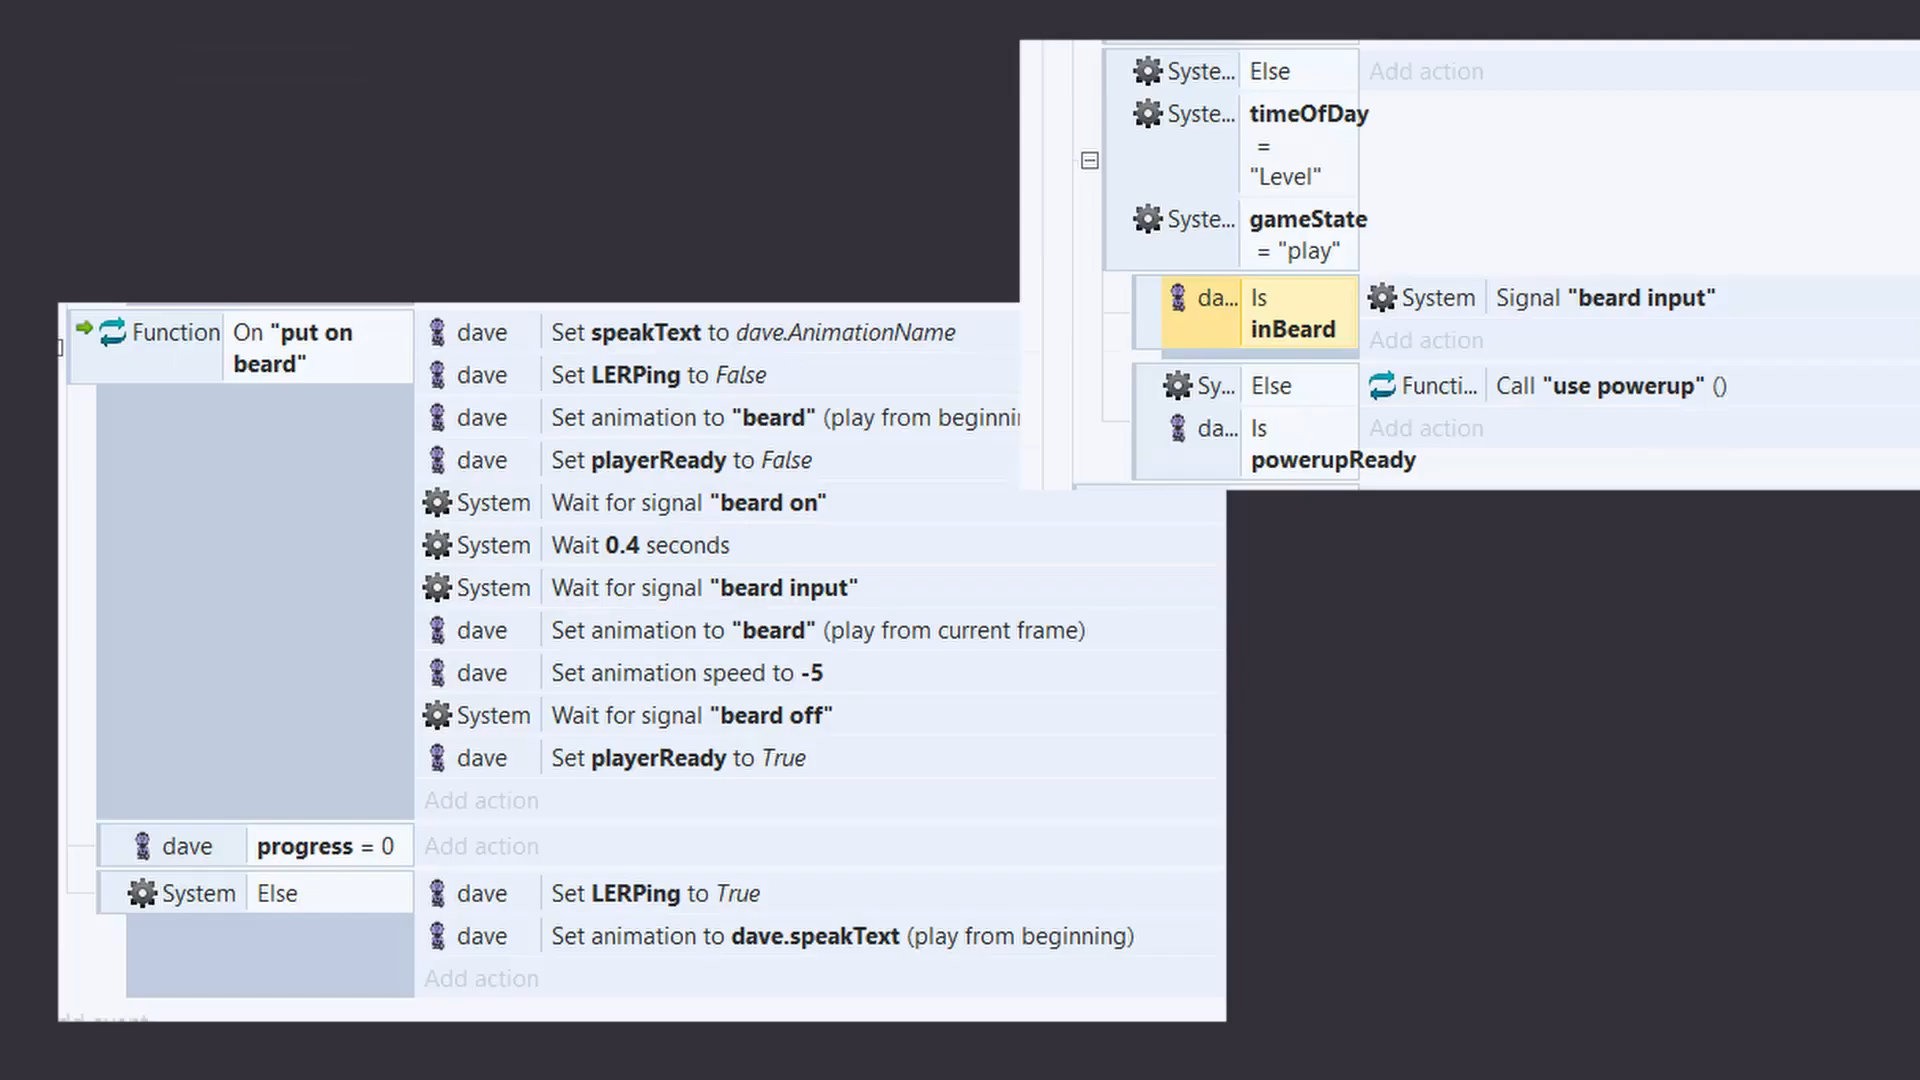 Syste... Else Add action
Syste... timeOfDay
=
"Level"
Syste... gameState
= "play"
da... Is System Signal "beard input"
inBeard
Add action
Sy... Else Functi... Call "use powerup" ()
da... Is Add action
powerupReady
Function On "put on dave Set speakText to dave.AnimationName
beard"
dave Set LERPing to False
dave Set animation to "beard" (play from beginnin
dave Set playerReady to False
System Wait for signal "beard on"
System Wait 0.4 seconds
System Wait for signal "beard input"
dave Set animation to "beard" (play from current frame)
dave Set animation speed to -5
System Wait for signal "beard off"
dave Set playerReady to True
Add action
dave progress = 0 Add action
System Else dave Set LERPing to True
dave Set animation to dave.speakText (play from beginning)
Add action